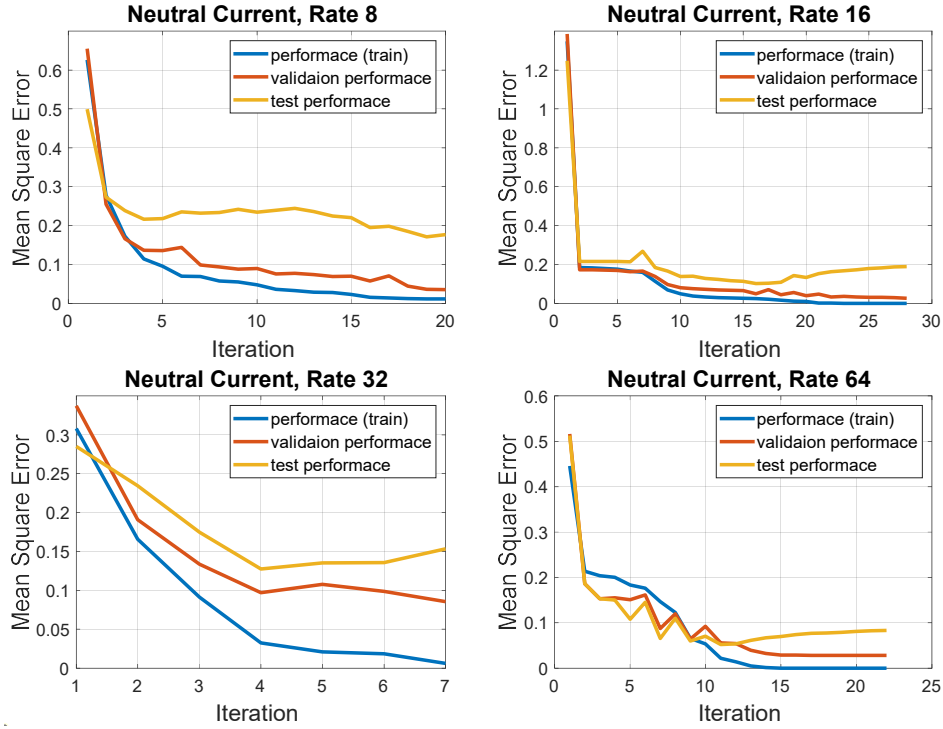 Neutral Current, Rate 8
Mean Square Error
0.6
0.5
0.4
0.3
0.2
0.1
0
0 5 10 15 20
Iteration
performace (train)
validaion performace
test performace
Neutral Current, Rate 16
Mean Square Error
1.2
1
0.8
0.6
0.4
0.2
0
0 5 10 15 20 25 30
Iteration
performace (train)
validaion performace
test performace
Neutral Current, Rate 32
Mean Square Error
0.3
0.25
0.2
0.15
0.1
0.05
0
1 2 3 4 5 6 7
Iteration
performace (train)
validaion performace
test performace
Neutral Current, Rate 64
Mean Square Error
0.6
0.5
0.4
0.3
0.2
0.1
0
0 5 10 15 20 25
Iteration
performace (train)
validaion performace
test performace